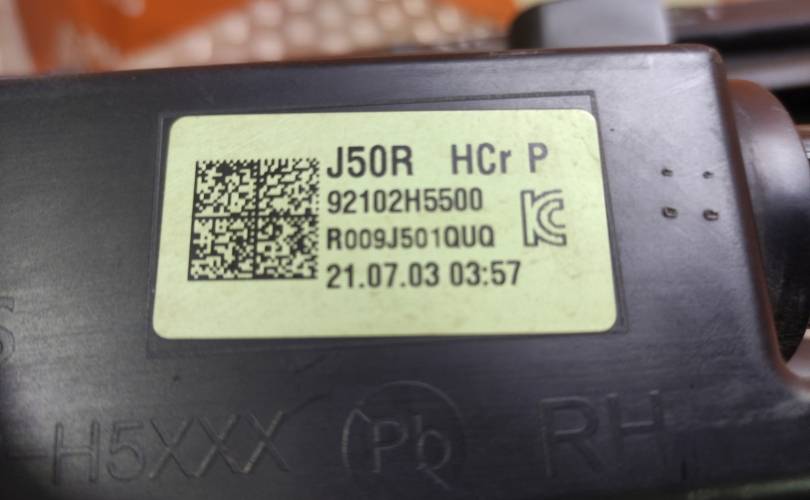 J50R HCr P
92102H5500
R009J501QUQ
21.07.03 03:57
H5XXX Pb RH